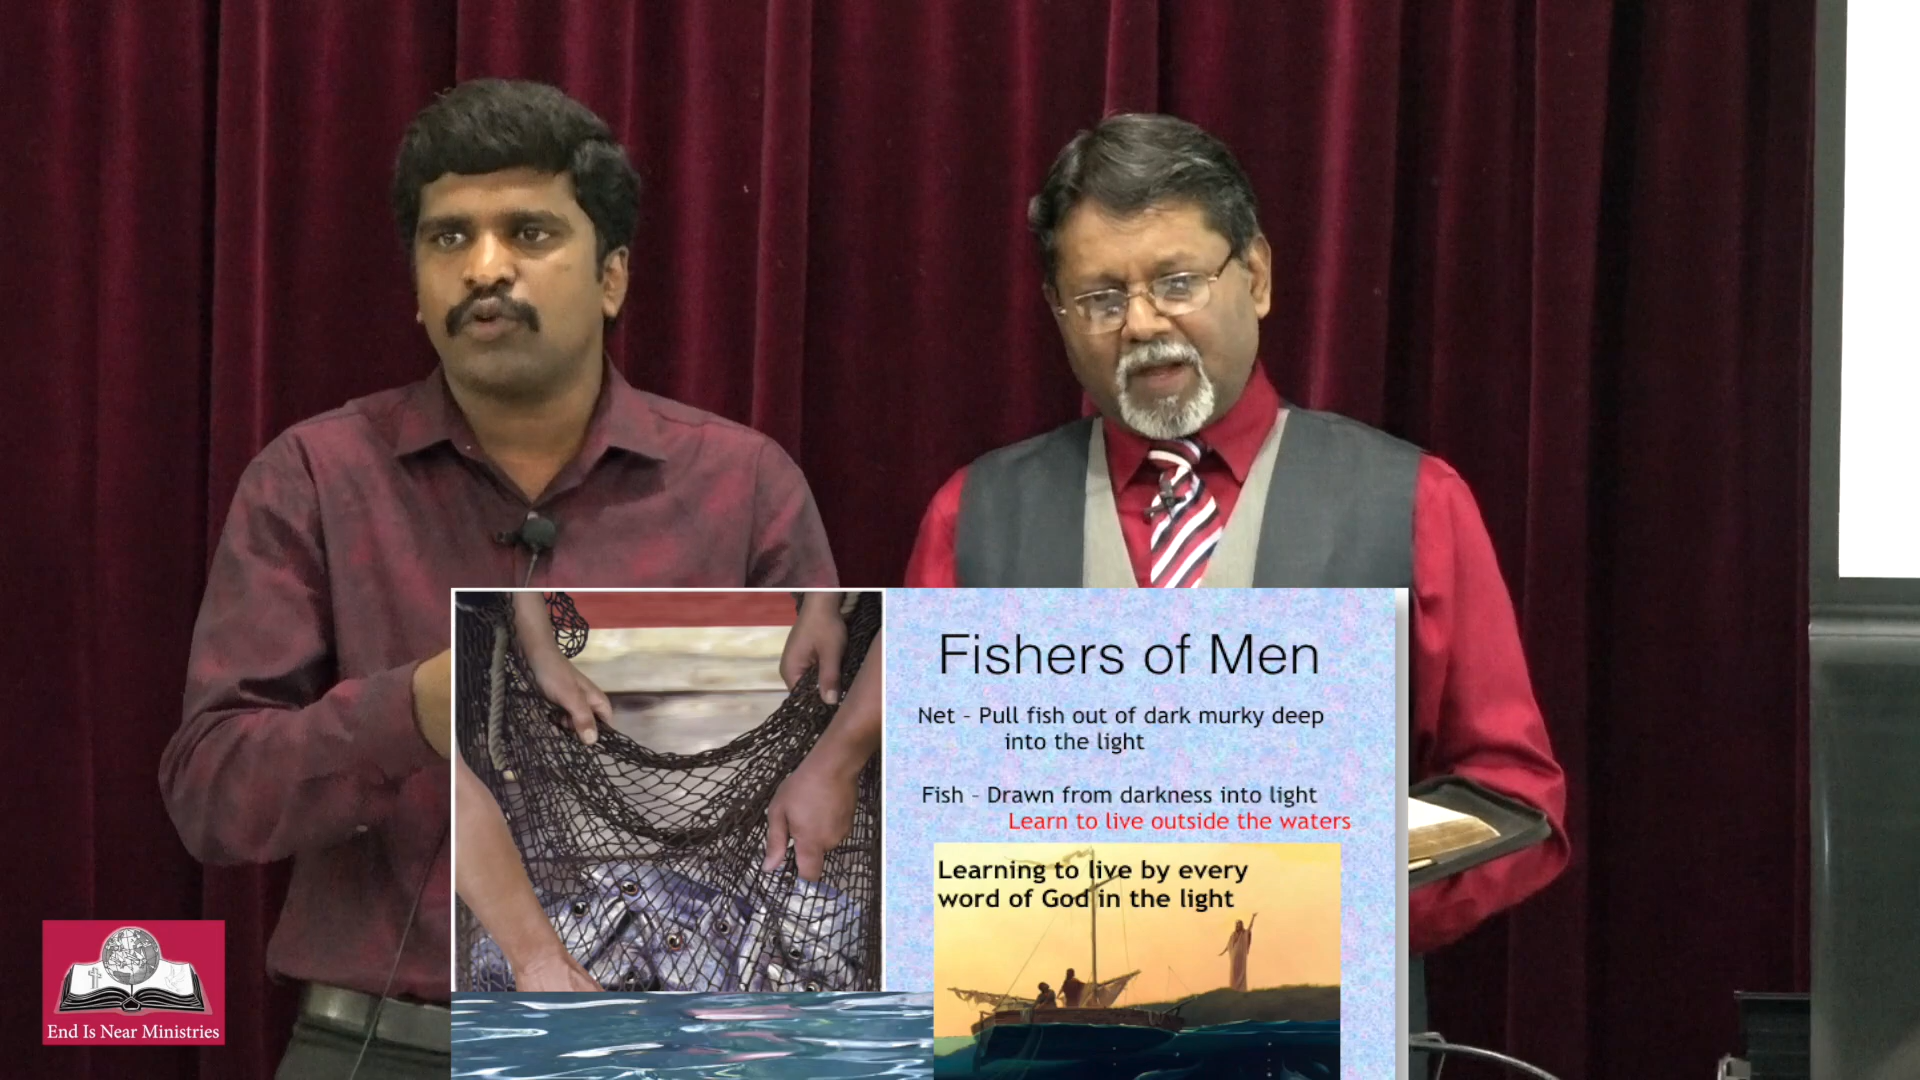 Fishers of Men
Net - Pull fish out of dark murky deep
into the light
Fish - Drawn from darkness into light
Learn to live outside the waters
Learning to live by every
word of God in the light
End Is Near Ministries